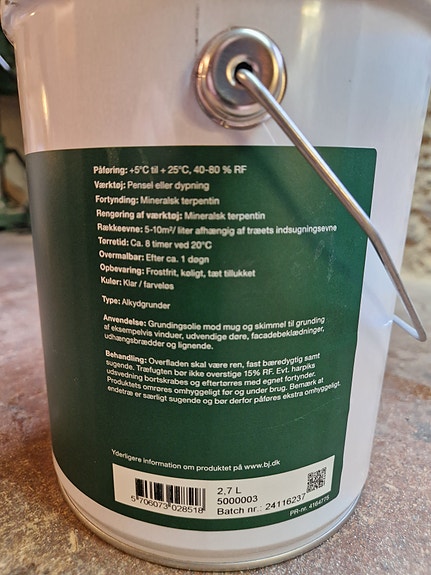 Påføring: +5°C til + 25°C, 40-80 % RF
Værktøj: Pensel eller dypning
Fortynding: Mineralsk terpentin
Rengøring af værktøj: Mineralsk terpentin
Rækkeevne: 5-10m²/ liter afhængig af træets indsugningsevne
Tørretid: Ca. 8 timer ved 20°C
Overmalbar: Efter ca. 1 døgn
Opbevaring: Frostfrit, køligt, tæt tillukket
Kulør: Klar / farveløs
Type: Alkydgrunder
Anvendelse: Grundingsolie mod mug og skimmel til grunding
af eksempelvis vinduer, udvendige døre, facadebeklædninger,
udhængsbrædder og lignende.
Behandling: Overfladen skal være ren, fast bæredygtig samt
sugende. Træfugten bør ikke overstige 15% RF. Evt. harpiks
udsvedning bortskrabes og eftertørres med egnet fortynder.
Produktets omrøres omhyggeligt før og under brug. Bemærk at
endetræ er særligt sugende og bør derfor påføres ekstra omhyggeligt.
Yderligere information om produktet på www.bj.dk
2,7 L
5000003
Batch nr.: 24116237
5 706073 028518
PR-nr. 4164775